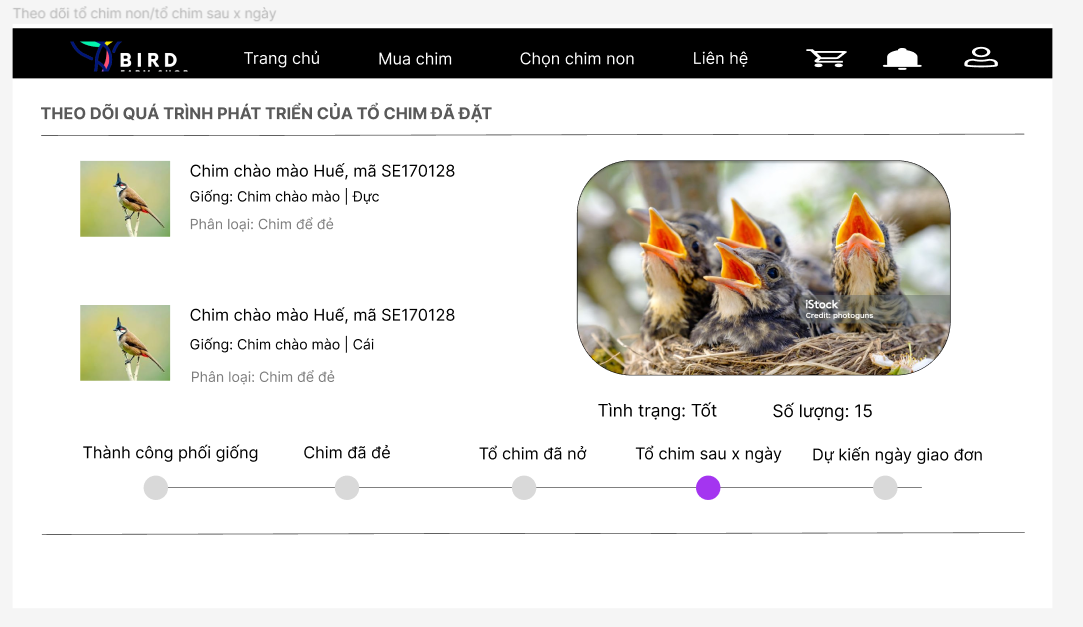 Theo dõi tổ chim non/tổ chim sau x ngày
BIRD
Trang chủ
Mua chim
Chọn chim non
Liên hệ
THEO DÕI QUÁ TRÌNH PHÁT TRIỂN CỦA TỔ CHIM ĐÃ ĐẶT
Chim chào mào Huế, mã SE170128
Giống: Chim chào mào | Đực
Phân loại: Chim để đẻ
Chim chào mào Huế, mã SE170128
Giống: Chim chào mào | Cái
Phân loại: Chim để đẻ
iStock
Credit: photoguns
Tình trạng: Tốt
Số lượng: 15
Thành công phối giống
Chim đã đẻ
Tổ chim đã nở
Tổ chim sau x ngày
Dự kiến ngày giao đơn